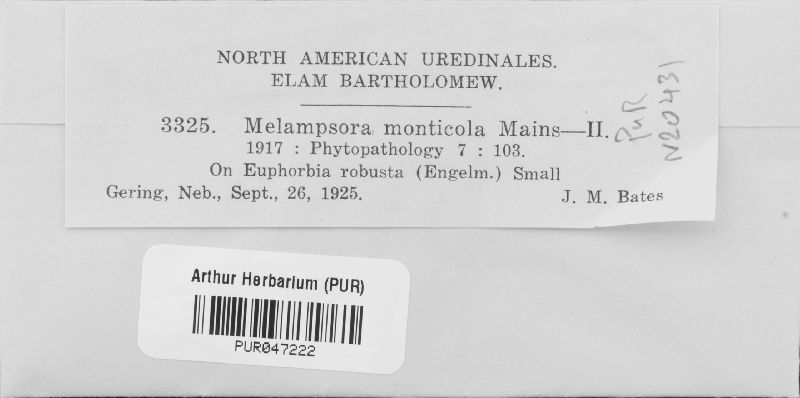 NORTH AMERICAN UREDINALES.
ELAM BARTHOLOMEW.
3325. Melampsora monticola Mains—II.
1917 : Phytopathology 7 : 103.
On Euphorbia robusta (Engelm.) Small
Gering, Neb., Sept., 26, 1925. J. M. Bates
PUR
N20431
Arthur Herbarium (PUR)
PUR047222